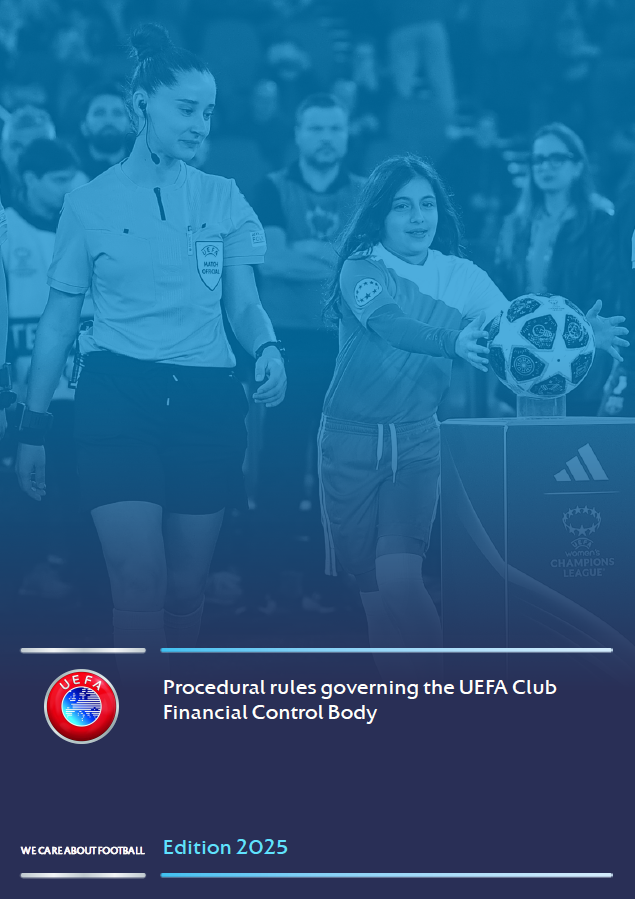 UEFA
MATCH
OFFICIAL
women's
CHAMPIONS
LEAGUE
UEFA
Procedural rules governing the UEFA Club
Financial Control Body
WE CARE ABOUT FOOTBALL
Edition 2025